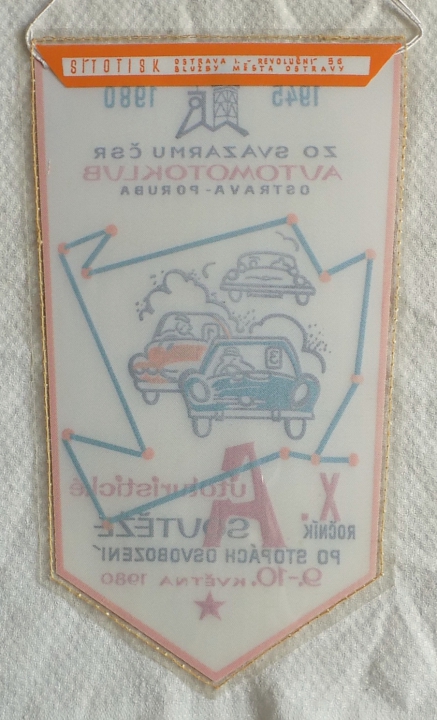 SÍTOTISK OSTRAVA 1. - REVOLUČNÍ 56
SLUŽBY MĚSTA OSTRAVY
1945 1980
ZO SVAZARMU ČSR
AUTOMOTOKLUB
OSTRAVA-PORUBA
3
X. ROČNÍK
Autoturistické
SOUTĚŽE
PO STOPÁCH OSVOBOZENÍ
9.-10. KVĚTNA 1980